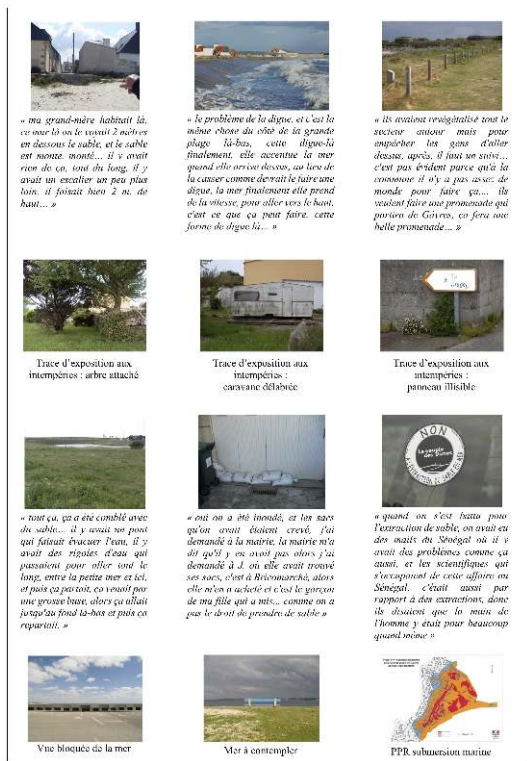 « ma grand-mère habitait là,
ce mur là on le voyait 2 mètres
en dessous le sable, et le sable
est monté, monté… il y avait
rien de ça, tout du long, il y
avait un escalier un peu plus
loin, il faisait bien 2 m. de
haut… »
« le problème de la digue, et c'est la
même chose du côté de la grande
plage là-bas, cette digue-là
finalement, elle accentue la mer
quand elle arrive dessus, au lieu de
la casser comme devrait le faire une
digue, la mer finalement elle prend
de la vitesse, pour aller vers le haut,
c'est ce que ça peut faire, cette
forme de digue là… »
« ils avaient revégétalisé tout le
secteur autour mais pour
empêcher les gens d'aller
dessus, après, il faut un suivi…
c'est pas évident parce qu'à la
commune il n'y a pas assez de
monde pour faire ça,… ils
veulent faire une promenade qui
partira de Gâvres, ça fera une
belle promenade… »
Trace d'exposition aux
intempéries : arbre attaché
Trace d'exposition aux
intempéries :
caravane délabrée
Trace d'exposition aux
intempéries :
panneau illisible
« tout ça, ça a été comblé avec
du sable… il y avait un pont
qui faisait évacuer l'eau, il y
avait des rigoles d'eau qui
passaient pour aller tout le
long, entre la petite mer et ici,
et puis ça partait, ça venait par
une grosse buse, alors ça allait
jusqu'au fond là-bas et puis ça
repartait. »
« oui on a été inondé, et les sacs
qu'on avait étaient crevé, j'ai
demandé à la mairie, la mairie m'a
dit qu'il y en avait pas alors j'ai
demandé à J. où elle avait trouvé
ses sacs, c'est à Bricomarché, alors
elle m'en a acheté et c'est le garçon
de ma fille qui a mis... comme on a
pas le droit de prendre de sable »
NON
Le peuple
des Dunes
« quand on s'est battu pour
l'extraction de sable, on avait eu
des mails du Sénégal où il y
avait des problèmes comme ça
aussi, et les scientifiques qui
s'occupaient de cette affaire au
Sénégal, c'était aussi par
rapport à des extractions, donc
ils disaient que la main de
l'homme y était pour beaucoup
quand même »
Vue bloquée de la mer
Mer à contempler
PPR submersion marine